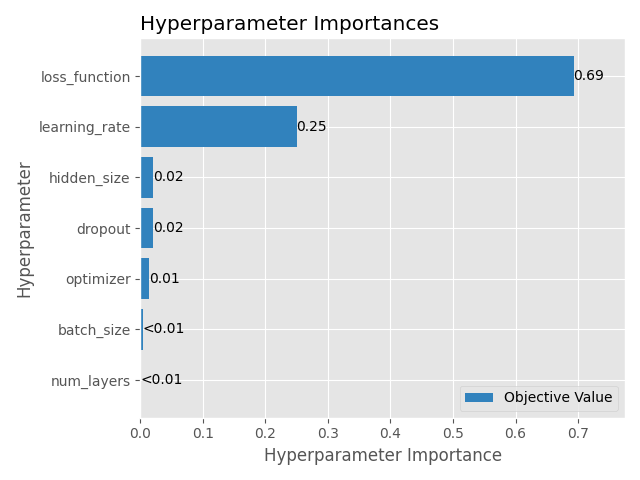 Hyperparameter Importances
loss_function
0.69
learning_rate
0.25
hidden_size
0.02
dropout
0.02
optimizer
0.01
batch_size
<0.01
num_layers
<0.01
Hyperparameter
Objective Value
0.0 0.1 0.2 0.3 0.4 0.5 0.6 0.7
Hyperparameter Importance